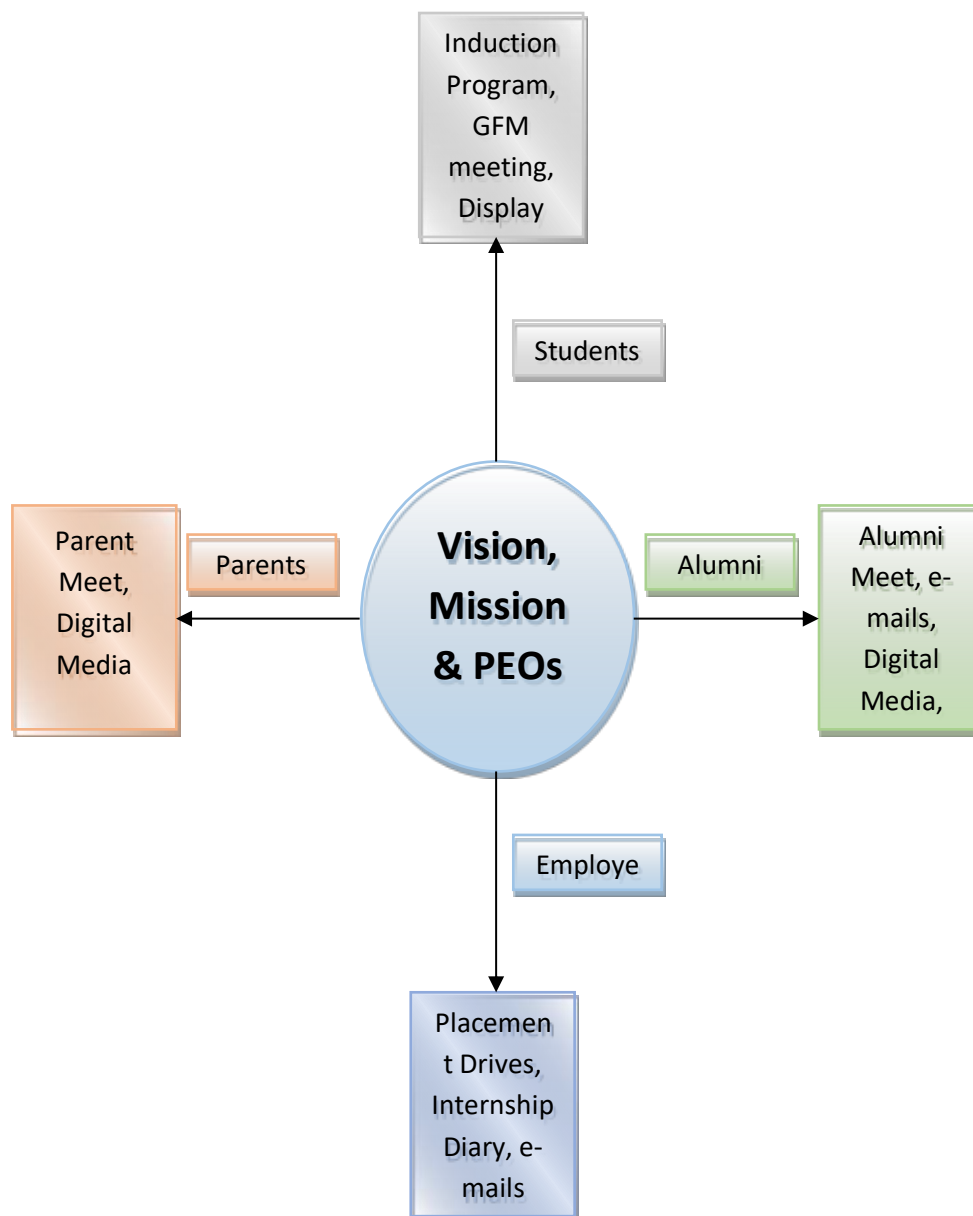 Induction
Program,
GFM
meeting,
Display
Students
Parent
Meet,
Digital
Media
Parents
Vision,
Mission
& PEOs
Alumni
Alumni
Meet, e-
mails,
Digital
Media,
Employe
Placemen
t Drives,
Internship
Diary, e-
mails